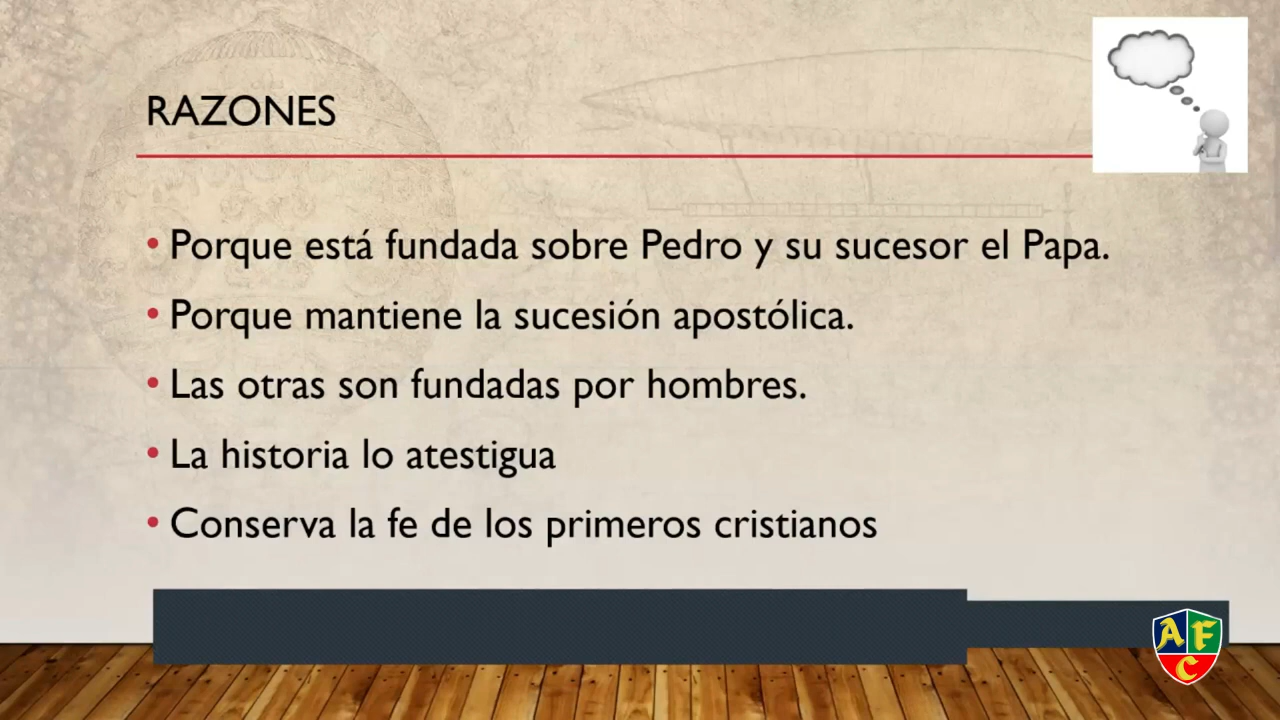 RAZONES
• Porque está fundada sobre Pedro y su sucesor el Papa.
• Porque mantiene la sucesión apostólica.
• Las otras son fundadas por hombres.
• La historia lo atestigua
• Conserva la fe de los primeros cristianos
A F
C